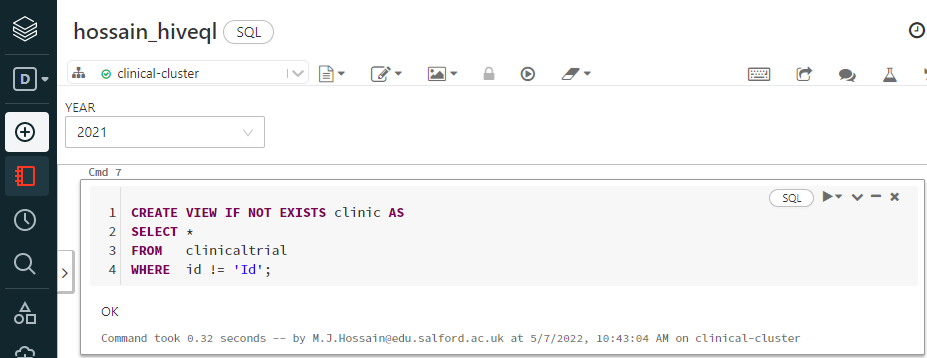 hossain_hiveql SQL
D clinical-cluster
YEAR
2021
Cmd 7
SQL
1 CREATE VIEW IF NOT EXISTS clinic AS
2 SELECT *
3 FROM   clinicaltrial
4 WHERE  id != 'Id';
OK
Command took 0.32 seconds -- by M.J.Hossain@edu.salford.ac.uk at 5/7/2022, 10:43:04 AM on clinical-cluster